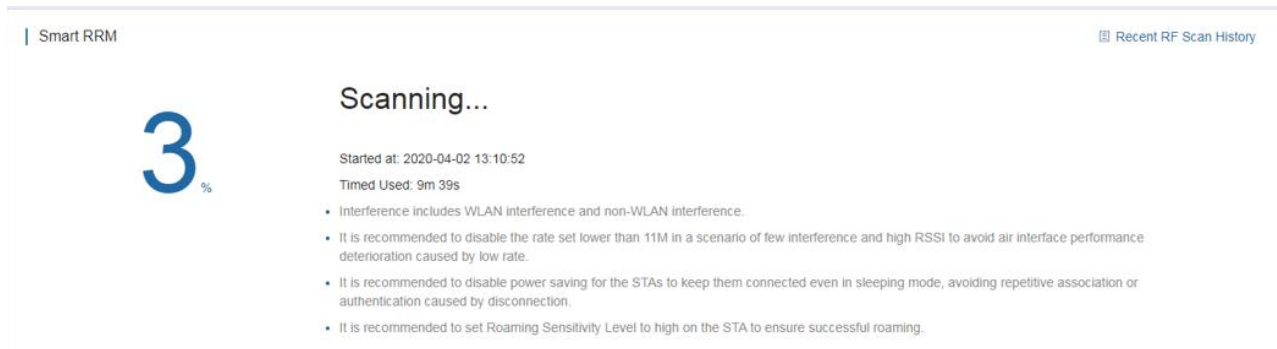 Smart RRM
Recent RF Scan History
3%
Scanning...
Started at: 2020-04-02 13:10:52
Timed Used: 9m 39s
• Interference includes WLAN interference and non-WLAN interference.
• It is recommended to disable the rate set lower than 11M in a scenario of few interference and high RSSI to avoid air interface performance
deterioration caused by low rate.
• It is recommended to disable power saving for the STAs to keep them connected even in sleeping mode, avoiding repetitive association or
authentication caused by disconnection.
• It is recommended to set Roaming Sensitivity Level to high on the STA to ensure successful roaming.